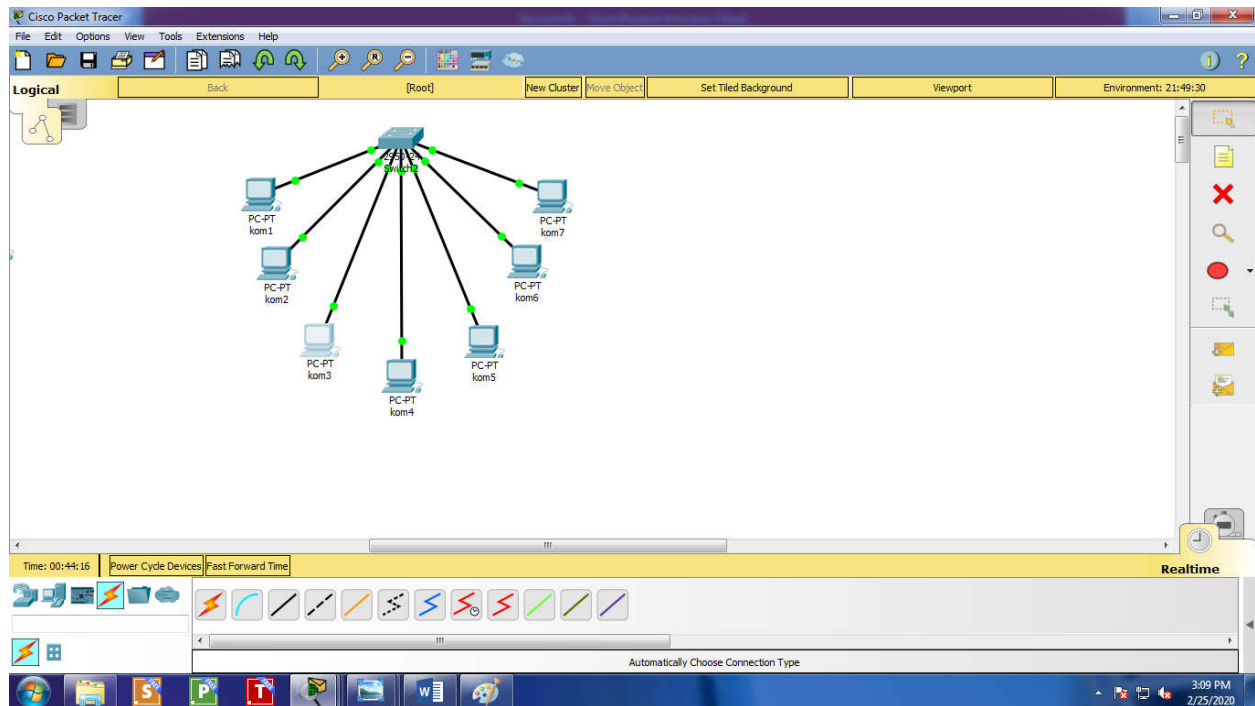 Cisco Packet Tracer
File Edit Options View Tools Extensions Help
Logical Back [Root] New Cluster Move Object Set Tiled Background Viewport Environment: 21:49:30
2950-24
Switch2
PC-PT
kom1
PC-PT
kom7
PC-PT
kom2
PC-PT
kom6
PC-PT
kom3
PC-PT
kom5
PC-PT
kom4
Time: 00:44:16 Power Cycle Devices Fast Forward Time Realtime
Automatically Choose Connection Type
3:09 PM
2/25/2020